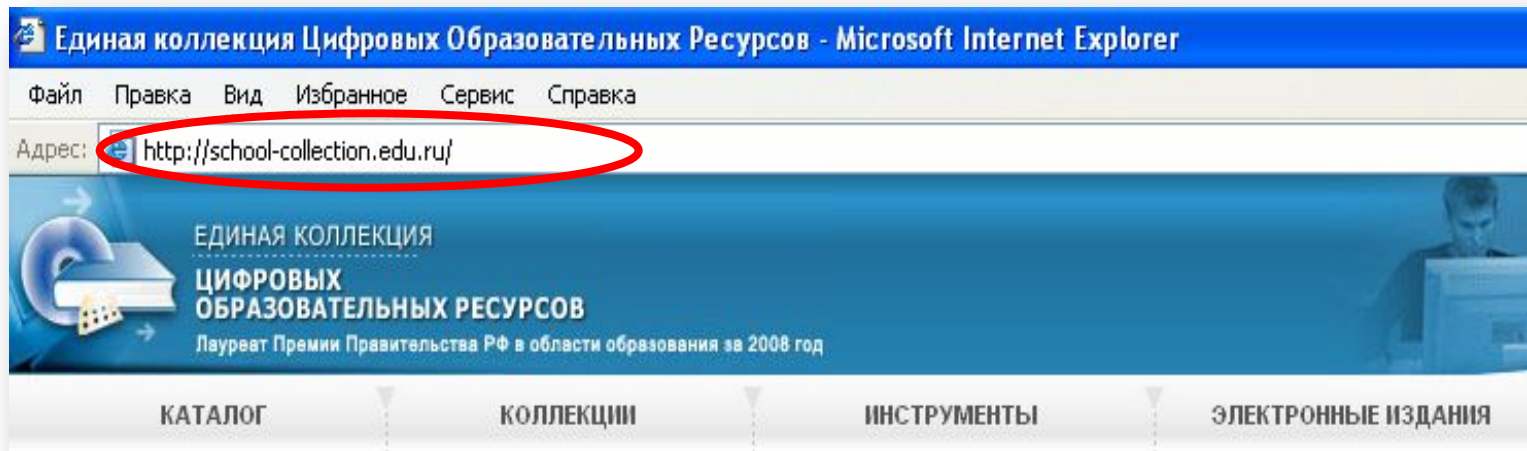 Единая коллекция Цифровых Образовательных Ресурсов - Microsoft Internet Explorer
Файл Правка Вид Избранное Сервис Справка
Адрес: http://school-collection.edu.ru/
ЕДИНАЯ КОЛЛЕКЦИЯ
ЦИФРОВЫХ
ОБРАЗОВАТЕЛЬНЫХ РЕСУРСОВ
Лауреат Премии Правительства РФ в области образования за 2008 год
КАТАЛОГ КОЛЛЕКЦИИ ИНСТРУМЕНТЫ ЭЛЕКТРОННЫЕ ИЗДАНИЯ